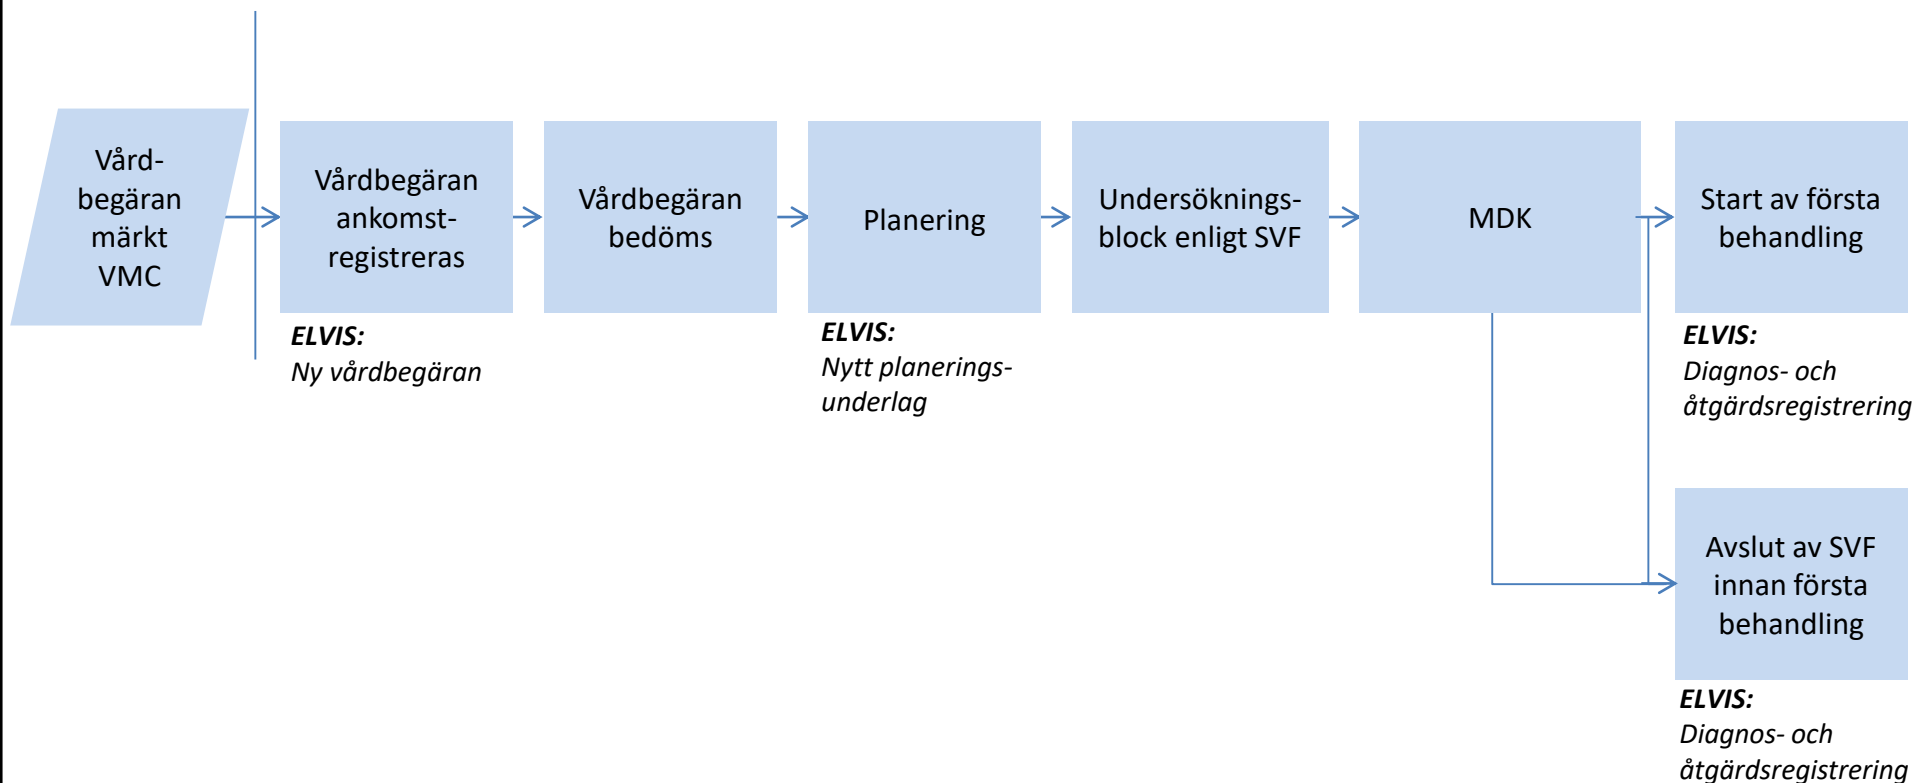 Vård-
begäran
märkt
VMC
Vårdbegäran
ankomst-
registreras
ELVIS:
Ny vårdbegäran
Vårdbegäran
bedöms
Planering
ELVIS:
Nytt planerings-
underlag
Undersöknings-
block enligt SVF
MDK
Start av första
behandling
ELVIS:
Diagnos- och
åtgärdsregistrering
Avslut av SVF
innan första
behandling
ELVIS:
Diagnos- och
åtgärdsregistrering